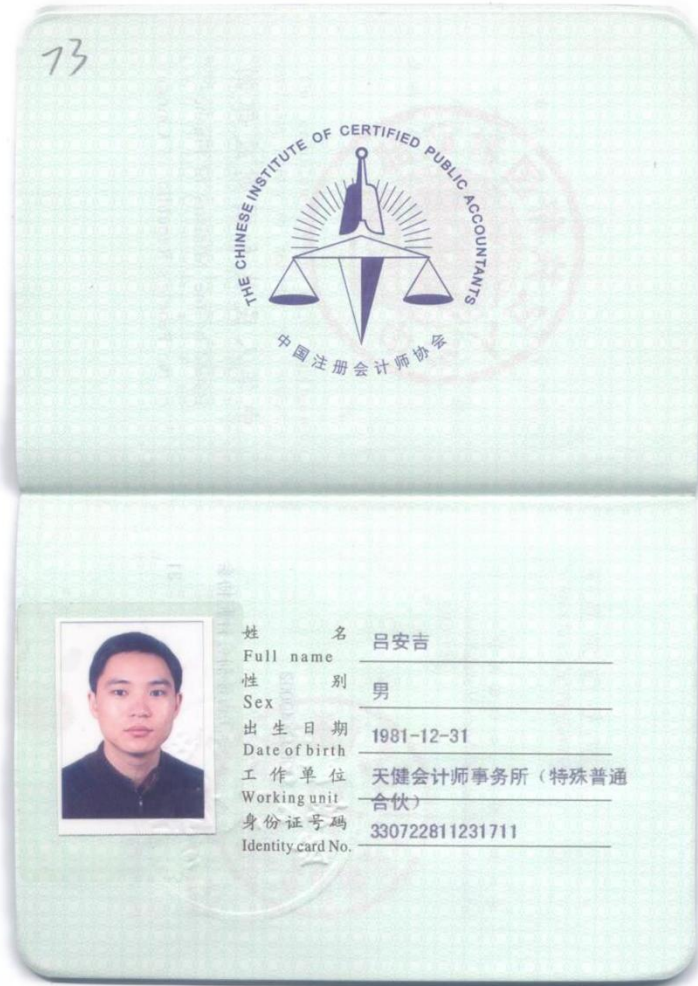 73
THE CHINESE INSTITUTE OF CERTIFIED PUBLIC ACCOUNTANTS
中国注册会计师协会
姓 名 吕安吉
Full name
性 别 男
Sex
出生日期 1981-12-31
Date of birth
工作单位 天健会计师事务所（特殊普通
Working unit 合伙）
身份证号码 330722811231711
Identity card No.